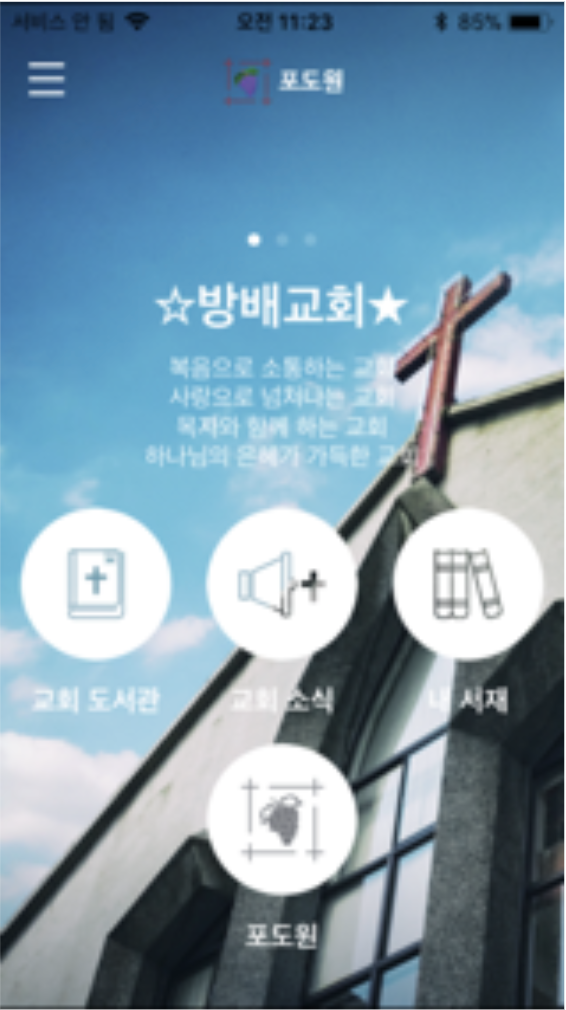 서비스 안 됨 오전 11:23 85%
포도원
☆방배교회★
복음으로 소통하는 교회
사랑으로 넘쳐나는 교회
목자와 함께 하는 교회
하나님의 은혜가 가득한 교회
교회 도서관 교회 소식 내 서재
포도원